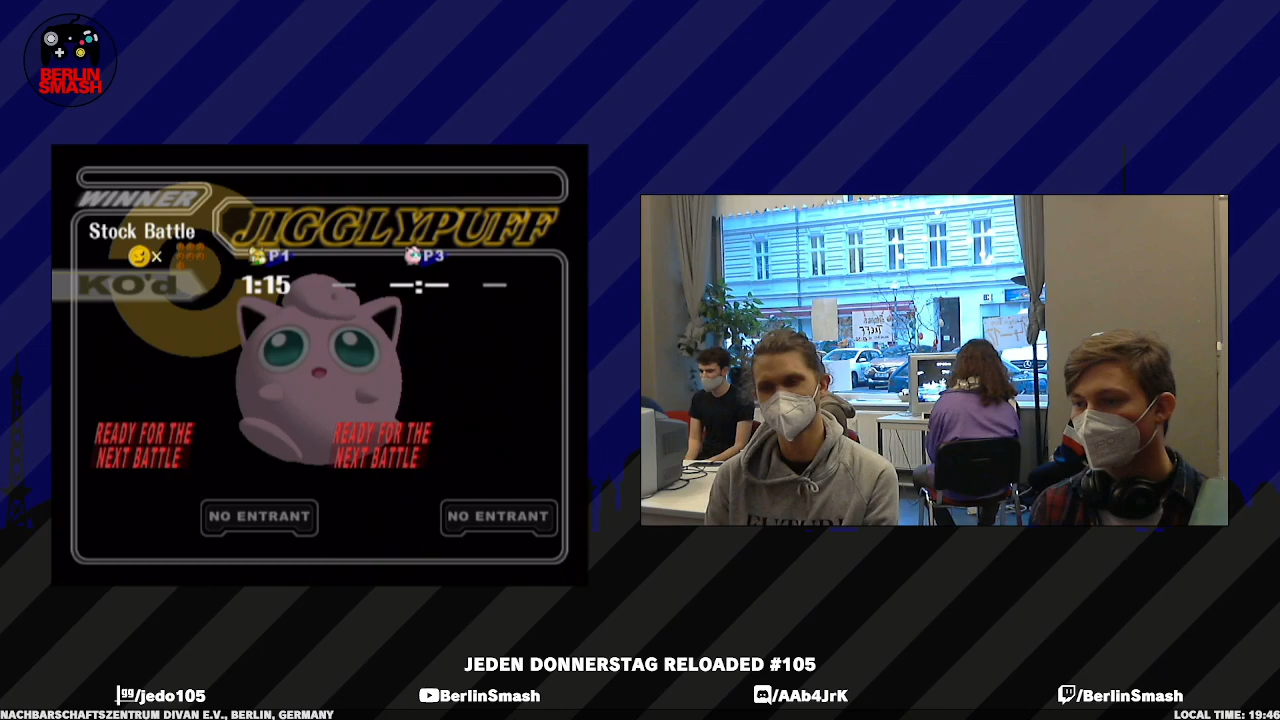 BERLIN
SMASH
WINNER
JIGGLYPUFF
Stock Battle
X
P1
P3
KO'd
1:15
—:—
READY FOR THE
NEXT BATTLE
READY FOR THE
NEXT BATTLE
NO ENTRANT
NO ENTRANT
JEDEN DONNERSTAG RELOADED #105
gg/jedo105
BerlinSmash
/AAb4JrK
/BerlinSmash
NACHBARSCHAFTSZENTRUM DIVAN E.V., BERLIN, GERMANY
LOCAL TIME: 19:46